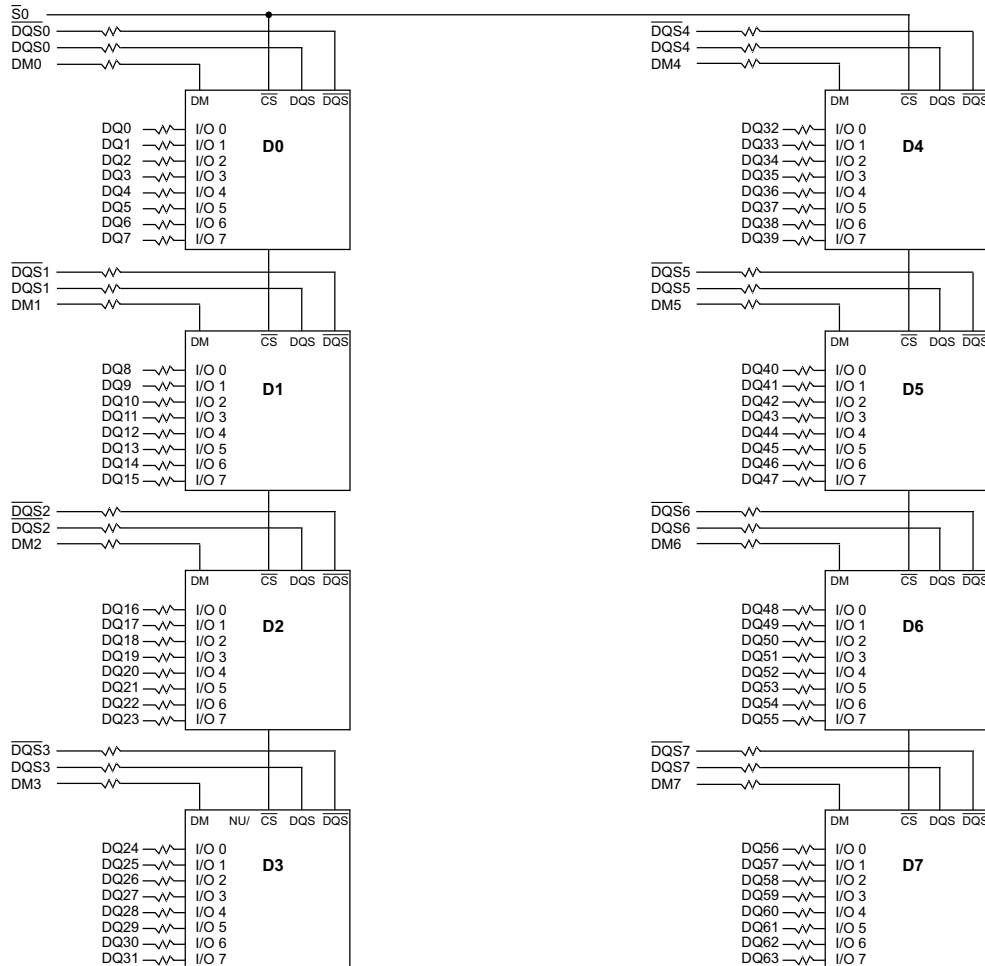 S0
DQS0
DQS0
DM0
DM CS DQS DQS
D0
DQ0 I/O 0
DQ1 I/O 1
DQ2 I/O 2
DQ3 I/O 3
DQ4 I/O 4
DQ5 I/O 5
DQ6 I/O 6
DQ7 I/O 7
DQS1
DQS1
DM1
DM CS DQS DQS
D1
DQ8 I/O 0
DQ9 I/O 1
DQ10 I/O 2
DQ11 I/O 3
DQ12 I/O 4
DQ13 I/O 5
DQ14 I/O 6
DQ15 I/O 7
DQS2
DQS2
DM2
DM CS DQS DQS
D2
DQ16 I/O 0
DQ17 I/O 1
DQ18 I/O 2
DQ19 I/O 3
DQ20 I/O 4
DQ21 I/O 5
DQ22 I/O 6
DQ23 I/O 7
DQS3
DQS3
DM3
DM NU/ CS DQS DQS
D3
DQ24 I/O 0
DQ25 I/O 1
DQ26 I/O 2
DQ27 I/O 3
DQ28 I/O 4
DQ29 I/O 5
DQ30 I/O 6
DQ31 I/O 7
DQS4
DQS4
DM4
DM CS DQS DQS
D4
DQ32 I/O 0
DQ33 I/O 1
DQ34 I/O 2
DQ35 I/O 3
DQ36 I/O 4
DQ37 I/O 5
DQ38 I/O 6
DQ39 I/O 7
DQS5
DQS5
DM5
DM CS DQS DQS
D5
DQ40 I/O 0
DQ41 I/O 1
DQ42 I/O 2
DQ43 I/O 3
DQ44 I/O 4
DQ45 I/O 5
DQ46 I/O 6
DQ47 I/O 7
DQS6
DQS6
DM6
DM CS DQS DQS
D6
DQ48 I/O 0
DQ49 I/O 1
DQ50 I/O 2
DQ51 I/O 3
DQ52 I/O 4
DQ53 I/O 5
DQ54 I/O 6
DQ55 I/O 7
DQS7
DQS7
DM7
DM CS DQS DQS
D7
DQ56 I/O 0
DQ57 I/O 1
DQ58 I/O 2
DQ59 I/O 3
DQ60 I/O 4
DQ61 I/O 5
DQ62 I/O 6
DQ63 I/O 7